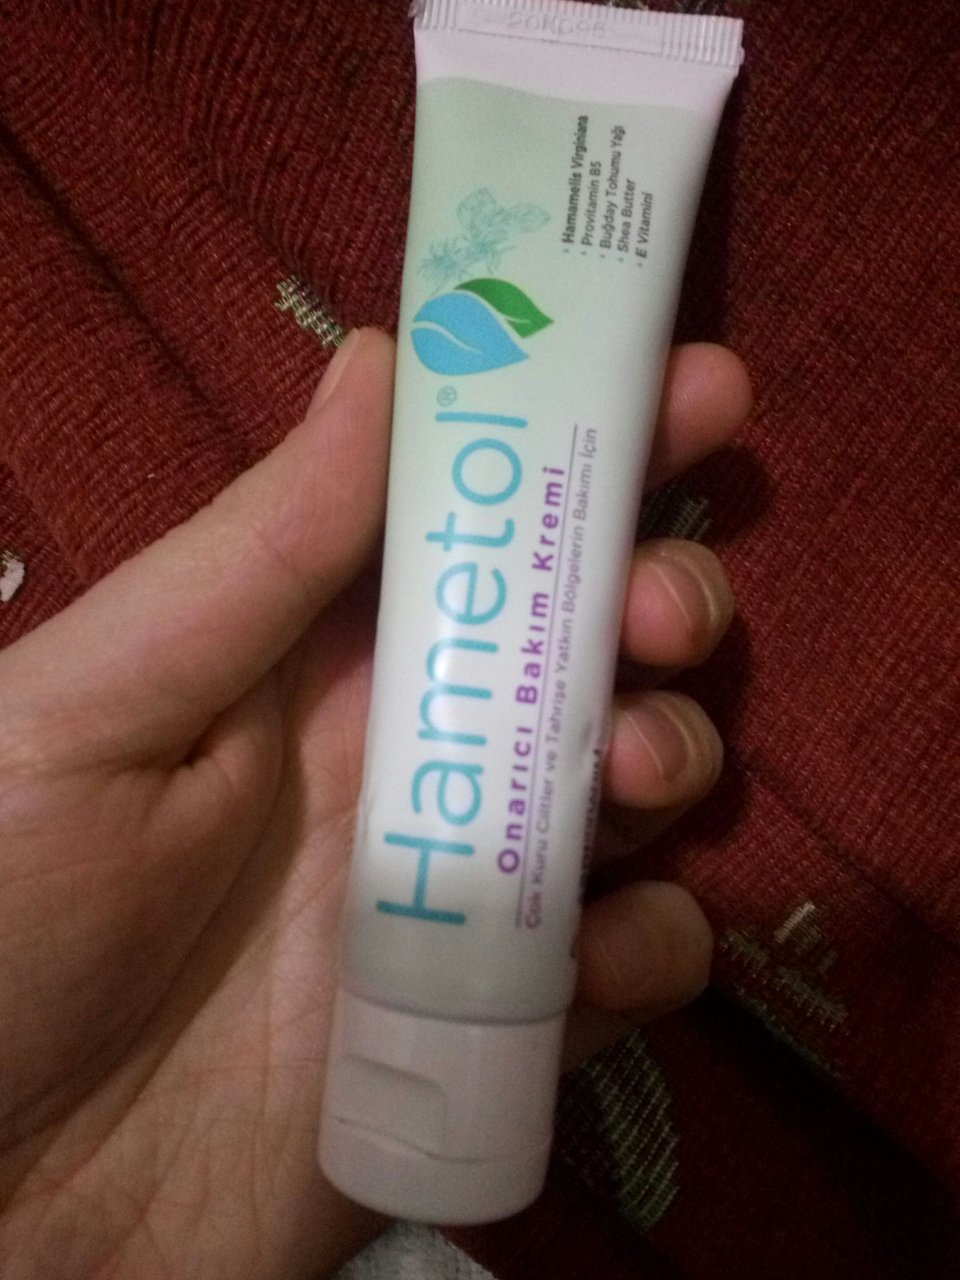 Hametol®
Onarıcı Bakım Kremi
Çok Kuru Ciltler ve Tahrişe Yatkın Bölgelerin Bakımı İçin
• Hamamelis Virginiana
• Provitamin B5
• Buğday Tohumu Yağı
• Shea Butter
• E Vitamini